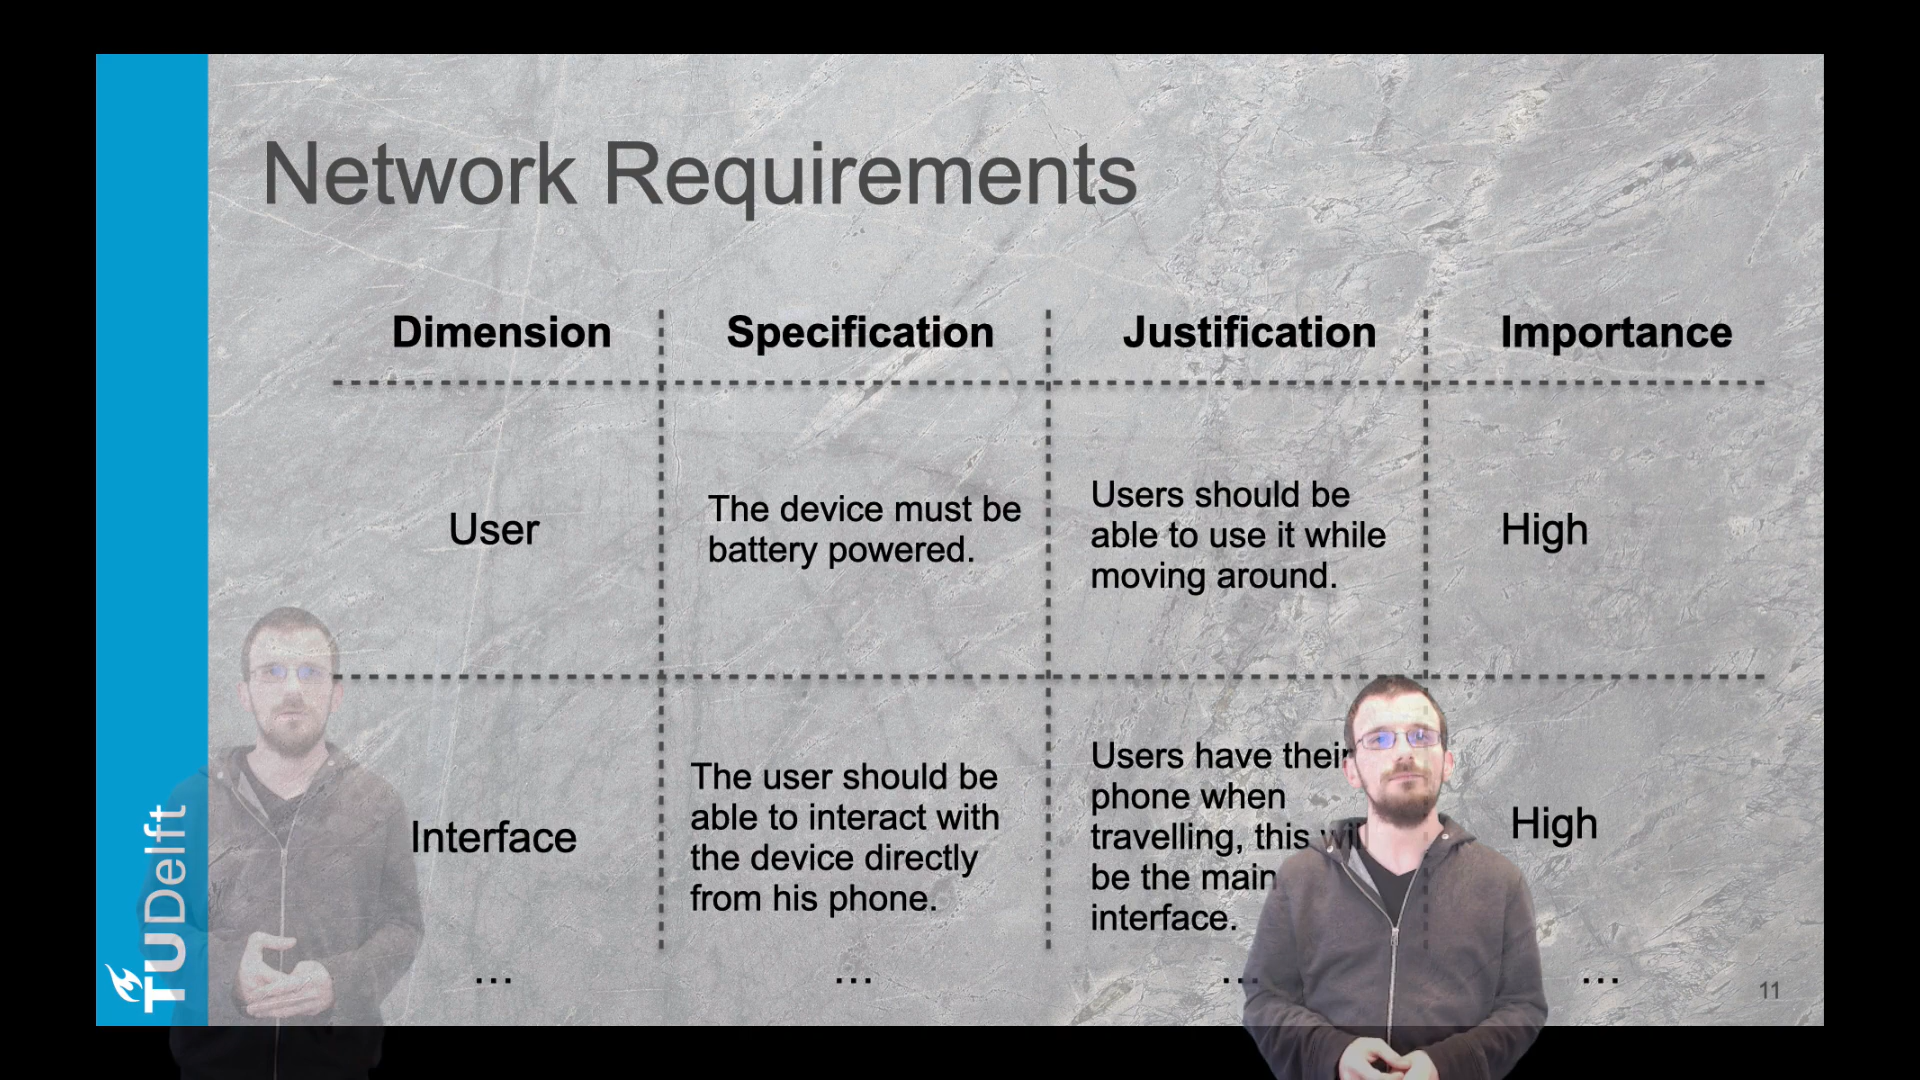 Network Requirements
Dimension Specification Justification Importance
User
The device must be
battery powered.
Users should be
able to use it while
moving around.
High
Interface
The user should be
able to interact with
the device directly
from his phone.
Users have their
phone when
travelling, this will
be the main
interface.
High
... ... ... ...
TUDelft
11